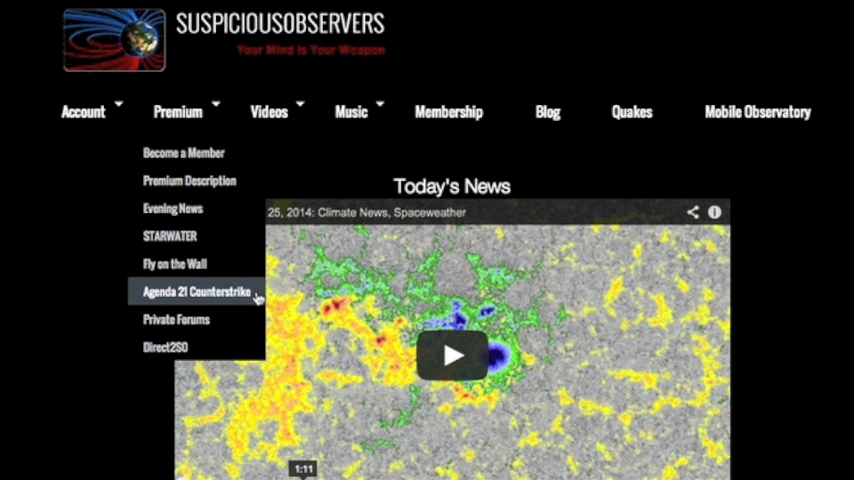 SUSPICIOUSOBSERVERS
Your Mind Is Your Weapon
Account Premium Videos Music Membership Blog Quakes Mobile Observatory
Become a Member
Premium Description
Evening News
STARWATER
Fly on the Wall
Agenda 21 Counterstrike
Private Forums
Direct2SO
Today's News
25, 2014: Climate News, Spaceweather
1:11